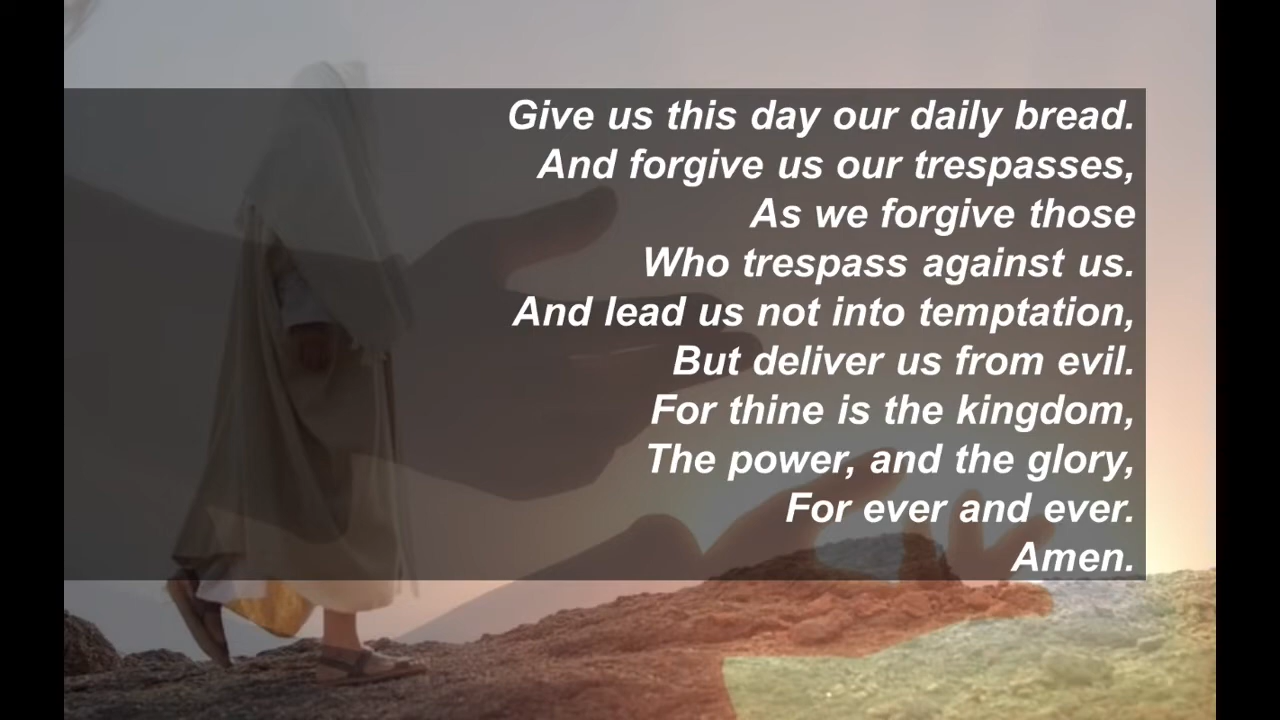 Give us this day our daily bread.
And forgive us our trespasses,
As we forgive those
Who trespass against us.
And lead us not into temptation,
But deliver us from evil.
For thine is the kingdom,
The power, and the glory,
For ever and ever.
Amen.